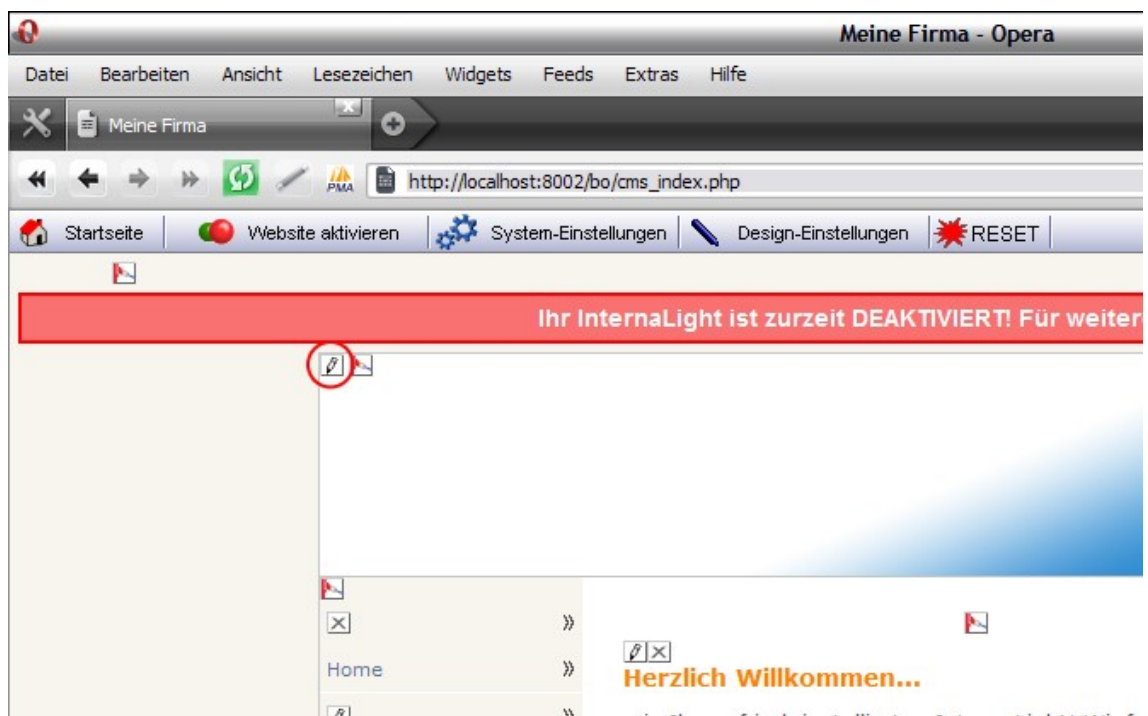 Meine Firma - Opera
Datei Bearbeiten Ansicht Lesezeichen Widgets Feeds Extras Hilfe
Meine Firma
PMA http://localhost:8002/bo/cms_index.php
Startseite Website aktivieren System-Einstellungen Design-Einstellungen RESET
Ihr InternaLight ist zurzeit DEAKTIVIERT! Für
Home
Herzlich Willkommen...